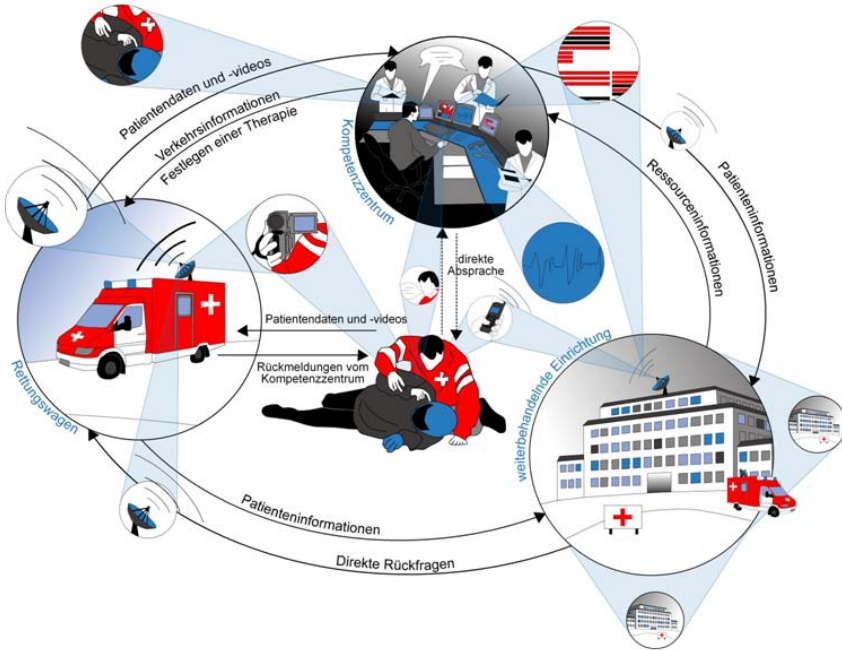 Patientendaten und -videos
Verkehrsinformationen
Festlegen einer Therapie
Kompetenzzentrum
Patienteninformationen
Ressourceninformationen
direkte
Absprache
Patientendaten und -videos
Rückmeldungen vom
Kompetenzzentrum
Rettungswagen
weiterbehandelnde Einrichtung
Patienteninformationen
Direkte Rückfragen